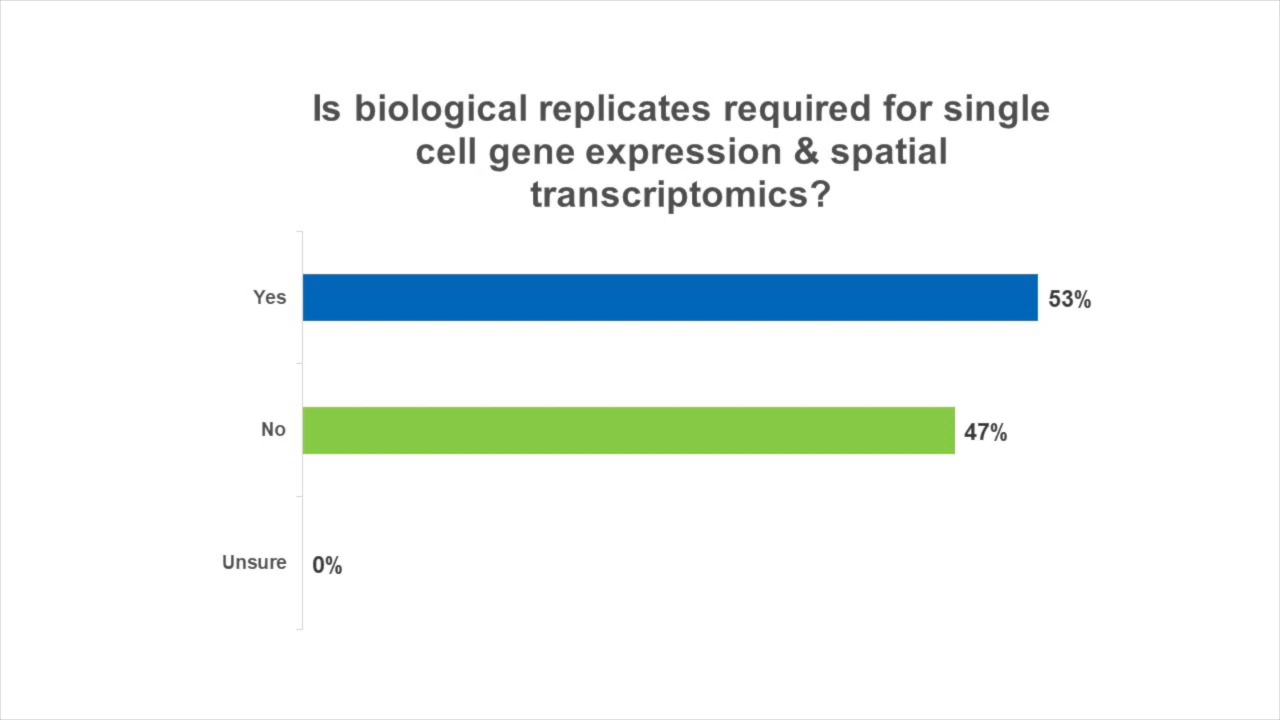 Is biological replicates required for single
cell gene expression & spatial
transcriptomics?
Yes
53%
No
47%
Unsure
0%